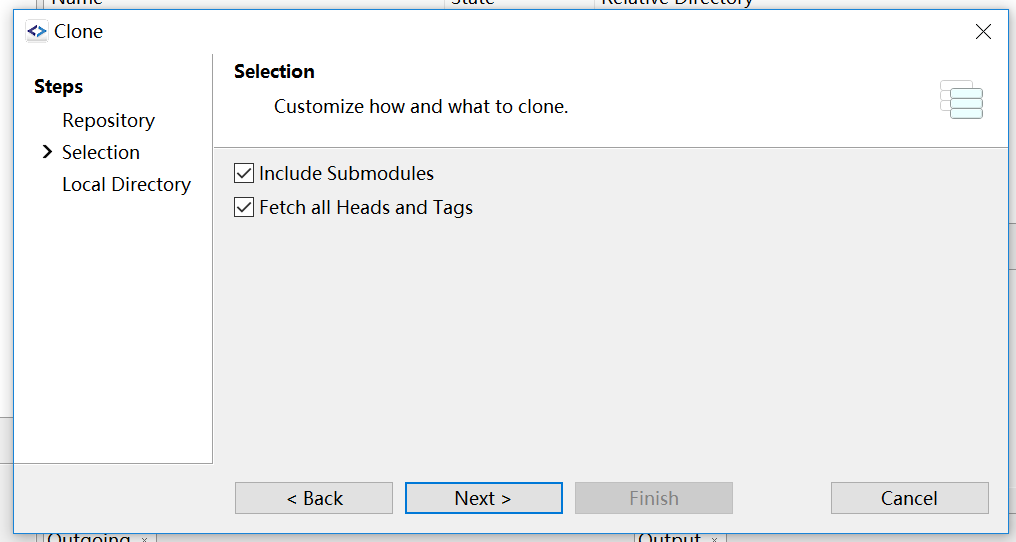 Name State Relative Directory
Clone
Steps
Repository
Selection
Local Directory
Selection
Customize how and what to clone.
Include Submodules
Fetch all Heads and Tags
< Back Next > Finish Cancel
Outgoing Output